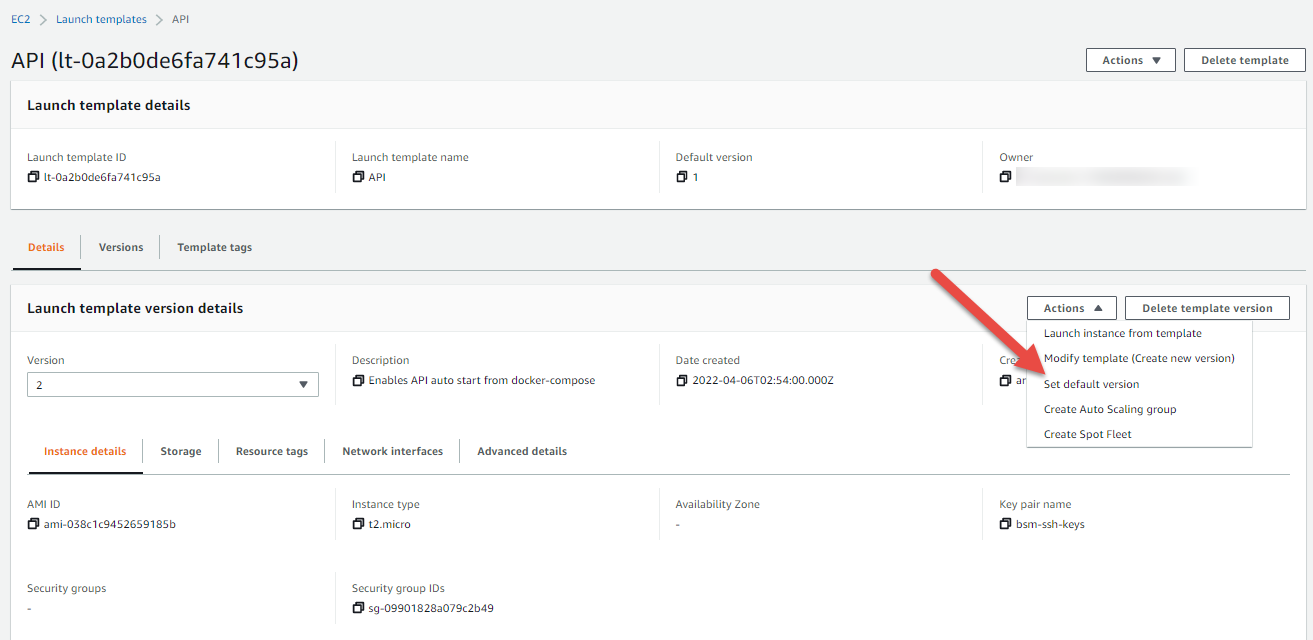 EC2 > Launch templates > API
API (lt-0a2b0de6fa741c95a)
Actions Delete template
Launch template details
Launch template ID Launch template name Default version Owner
lt-0a2b0de6fa741c95a API 1
Details Versions Template tags
Launch template version details Actions Delete template version
Launch instance from template
Modify template (Create new version)
Set default version
Create Auto Scaling group
Create Spot Fleet
Version Description Date created
2 Enables API auto start from docker-compose 2022-04-06T02:54:00.000Z
Instance details Storage Resource tags Network interfaces Advanced details
AMI ID Instance type Availability Zone Key pair name
ami-038c1c9452659185b t2.micro - bsm-ssh-keys
Security groups Security group IDs
- sg-09901828a079c2b49